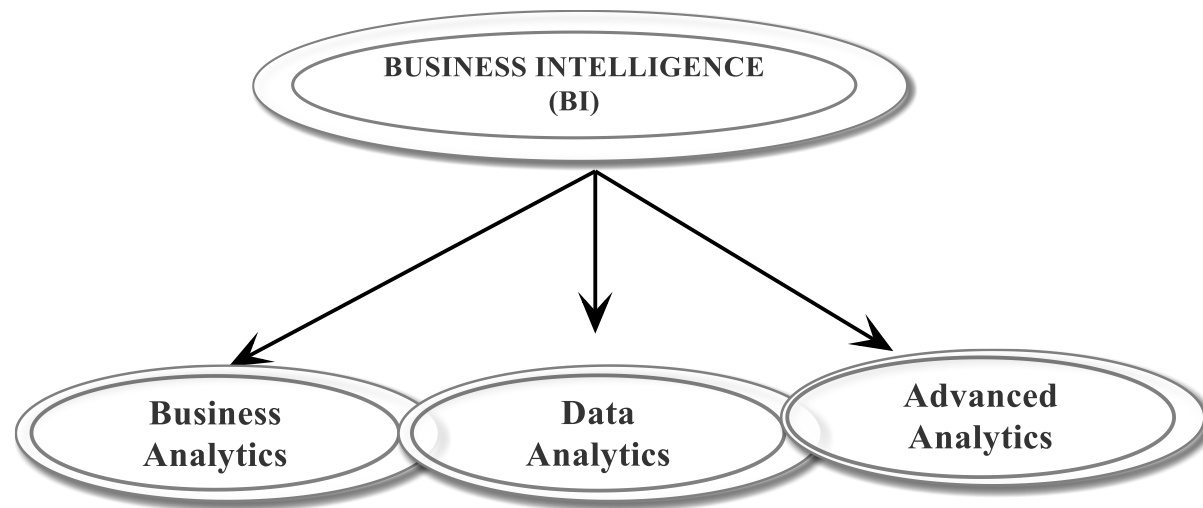 BUSINESS INTELLIGENCE
(BI)
Business
Analytics
Data
Analytics
Advanced
Analytics